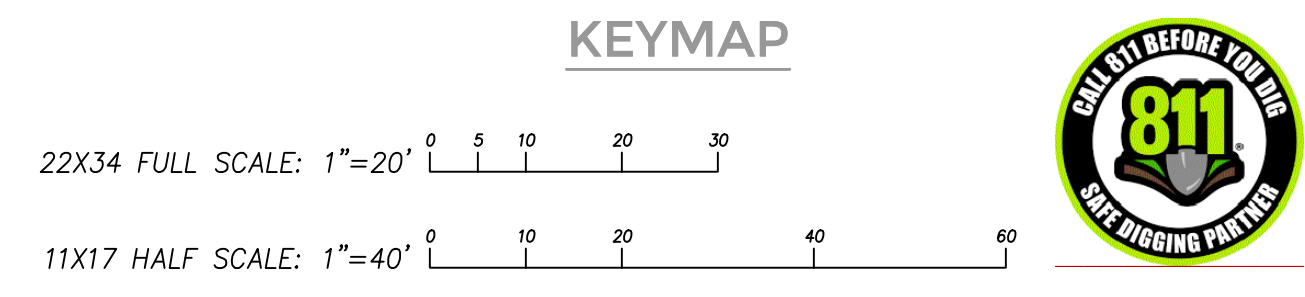 KEYMAP
0 5 10 20 30
22X34 FULL SCALE: 1"=20'
0 10 20 40 60
11X17 HALF SCALE: 1"=40'
CALL 811 BEFORE YOU DIG
811®
SAFE DIGGING PARTNER